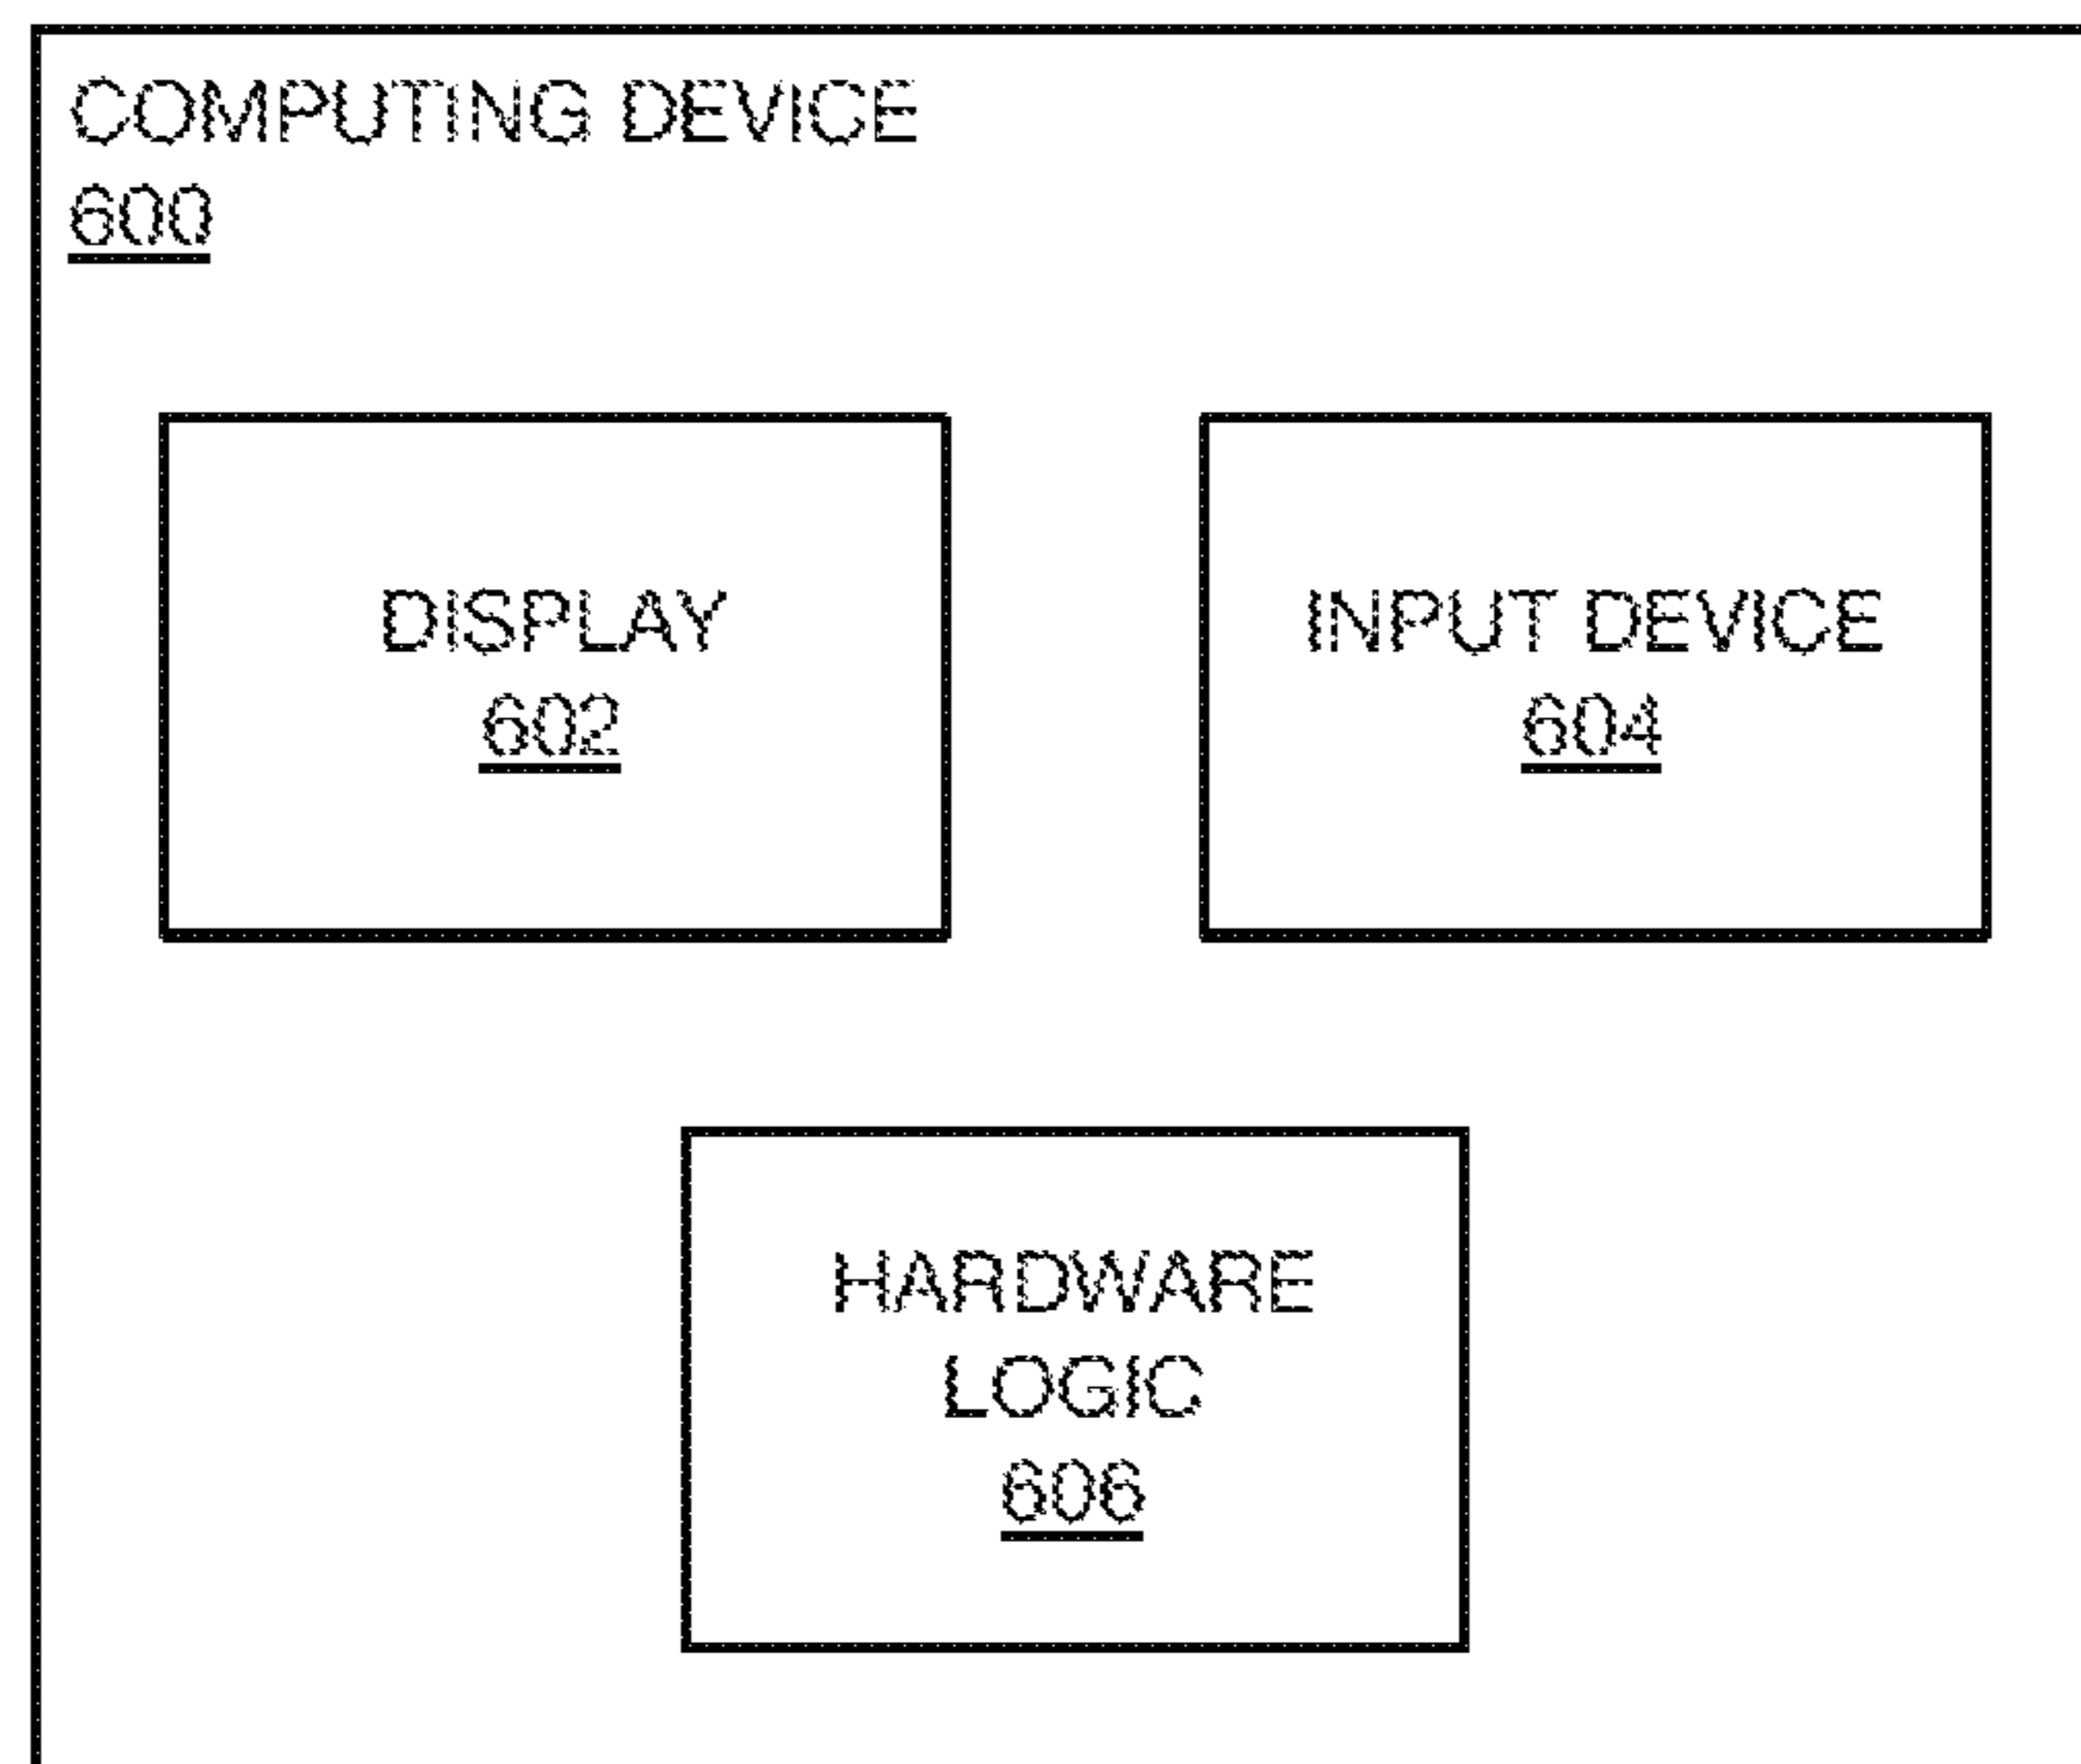 COMPUTING DEVICE
600
DISPLAY
602
INPUT DEVICE
604
HARDWARE
LOGIC
606